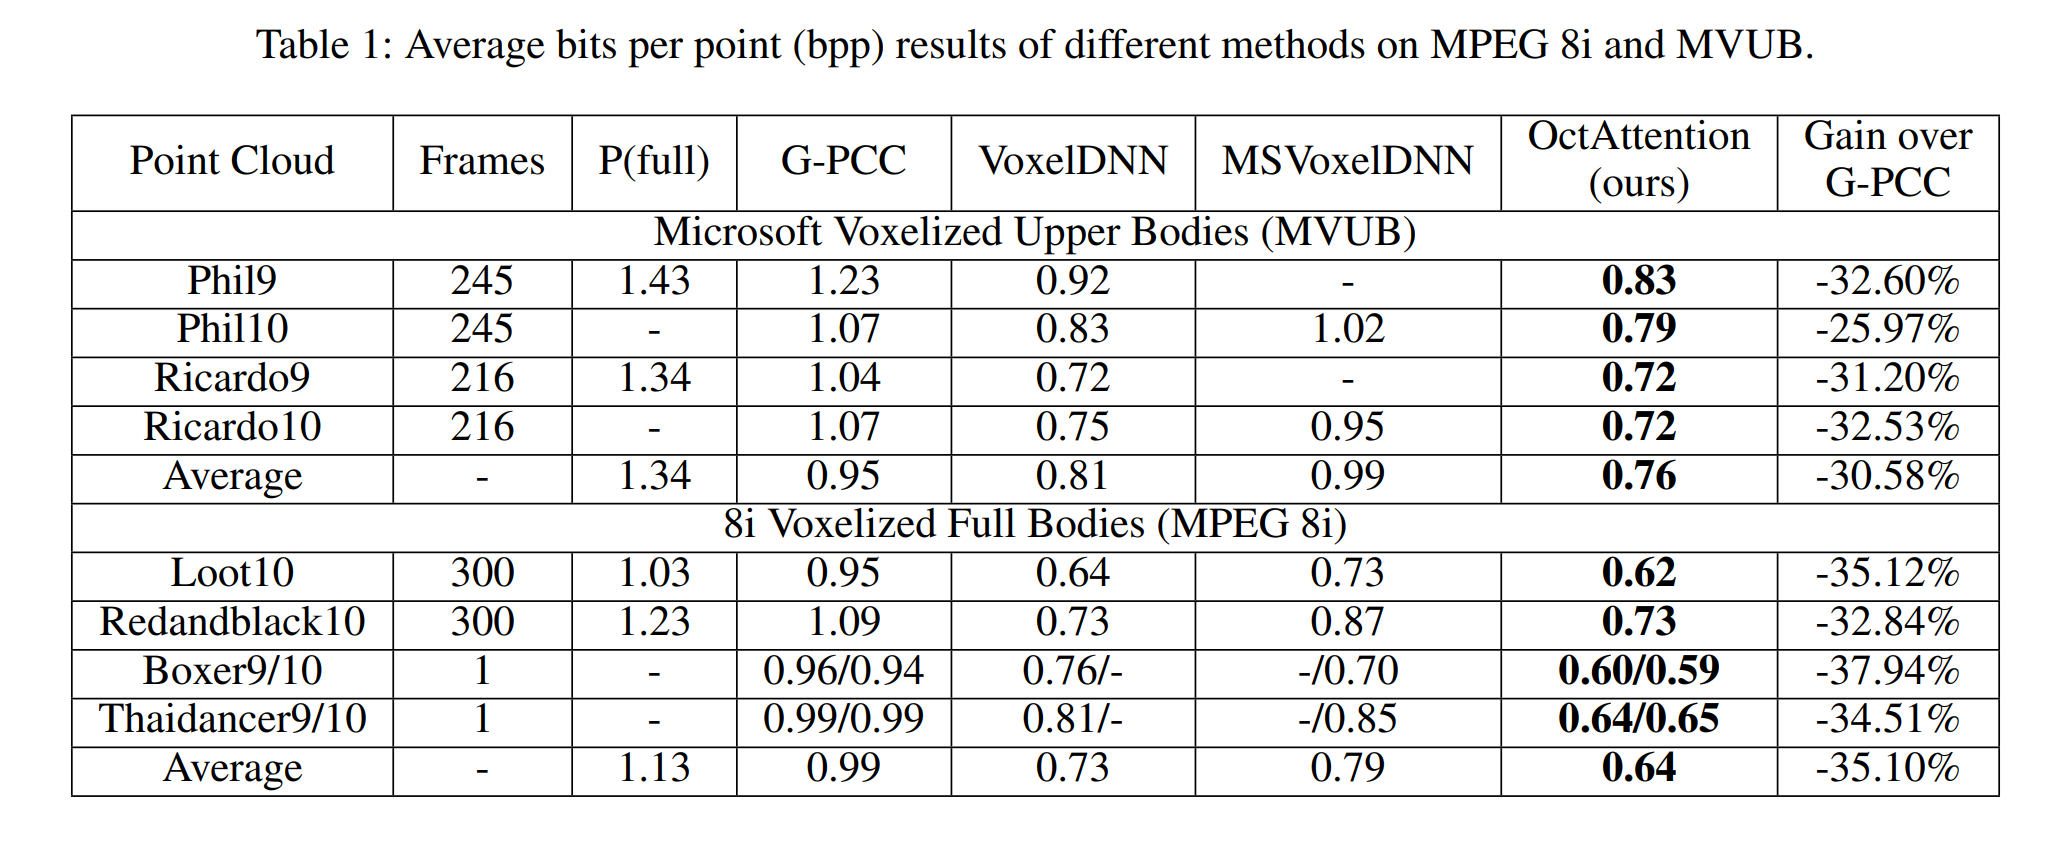 Table 1: Average bits per point (bpp) results of different methods on MPEG 8i and MVUB.
Point Cloud Frames P(full) G-PCC VoxelDNN MSVoxelDNN OctAttention (ours) Gain over G-PCC
Microsoft Voxelized Upper Bodies (MVUB)
Phil9 245 1.43 1.23 0.92 - 0.83 -32.60%
Phil10 245 - 1.07 0.83 1.02 0.79 -25.97%
Ricardo9 216 1.34 1.04 0.72 - 0.72 -31.20%
Ricardo10 216 - 1.07 0.75 0.95 0.72 -32.53%
Average - 1.34 0.95 0.81 0.99 0.76 -30.58%
8i Voxelized Full Bodies (MPEG 8i)
Loot10 300 1.03 0.95 0.64 0.73 0.62 -35.12%
Redandblack10 300 1.23 1.09 0.73 0.87 0.73 -32.84%
Boxer9/10 1 - 0.96/0.94 0.76/- -/0.70 0.60/0.59 -37.94%
Thaidancer9/10 1 - 0.99/0.99 0.81/- -/0.85 0.64/0.65 -34.51%
Average - 1.13 0.99 0.73 0.79 0.64 -35.10%